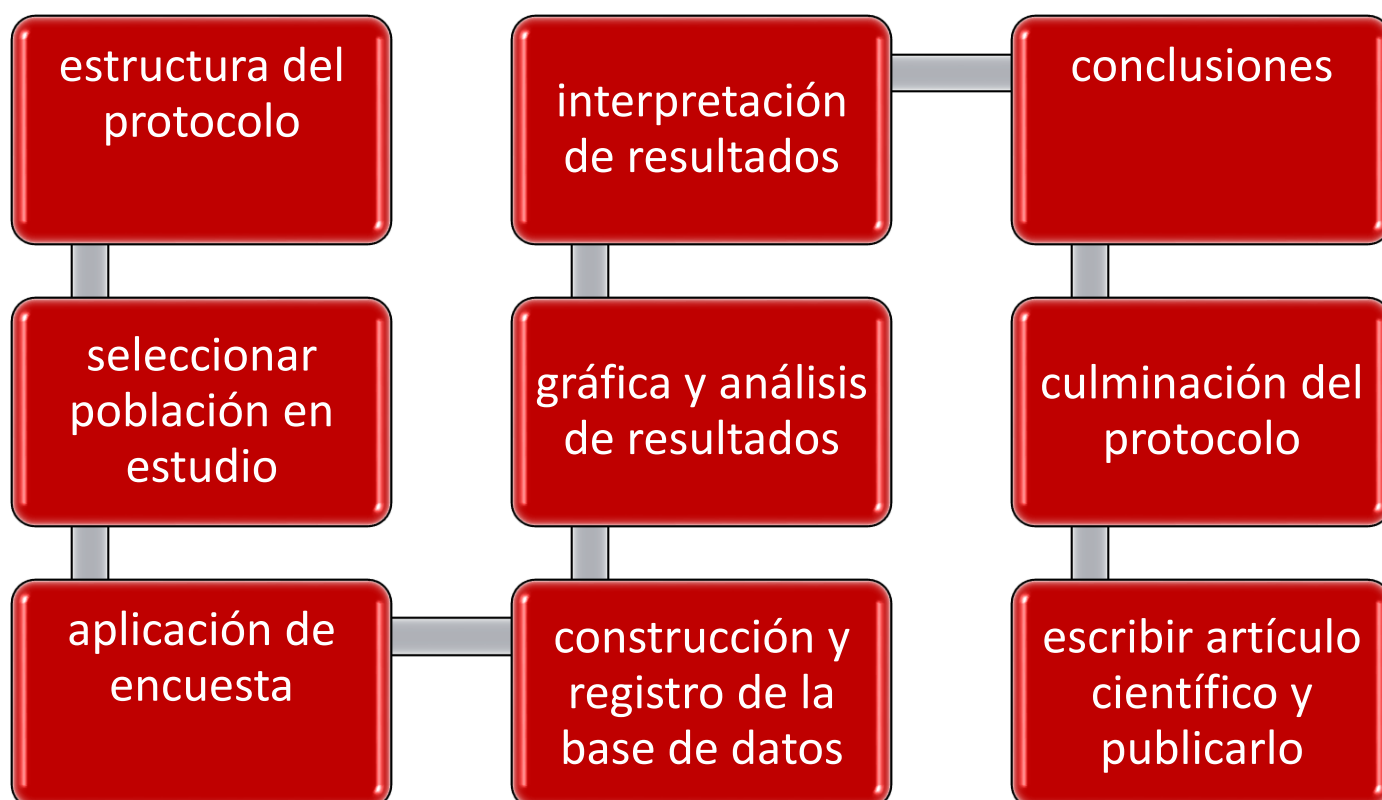 estructura del
protocolo
seleccionar
población en
estudio
aplicación de
encuesta
construcción y
registro de la
base de datos
gráfica y análisis
de resultados
interpretación
de resultados
conclusiones
culminación del
protocolo
escribir artículo
científico y
publicarlo